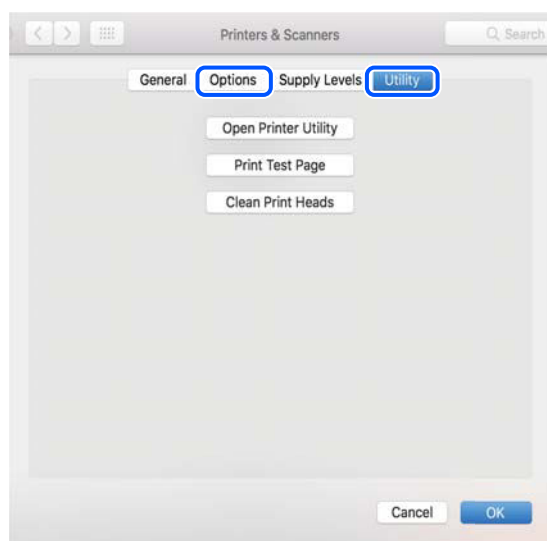 Printers & Scanners Search
General Options Supply Levels Utility
Open Printer Utility
Print Test Page
Clean Print Heads
Cancel OK